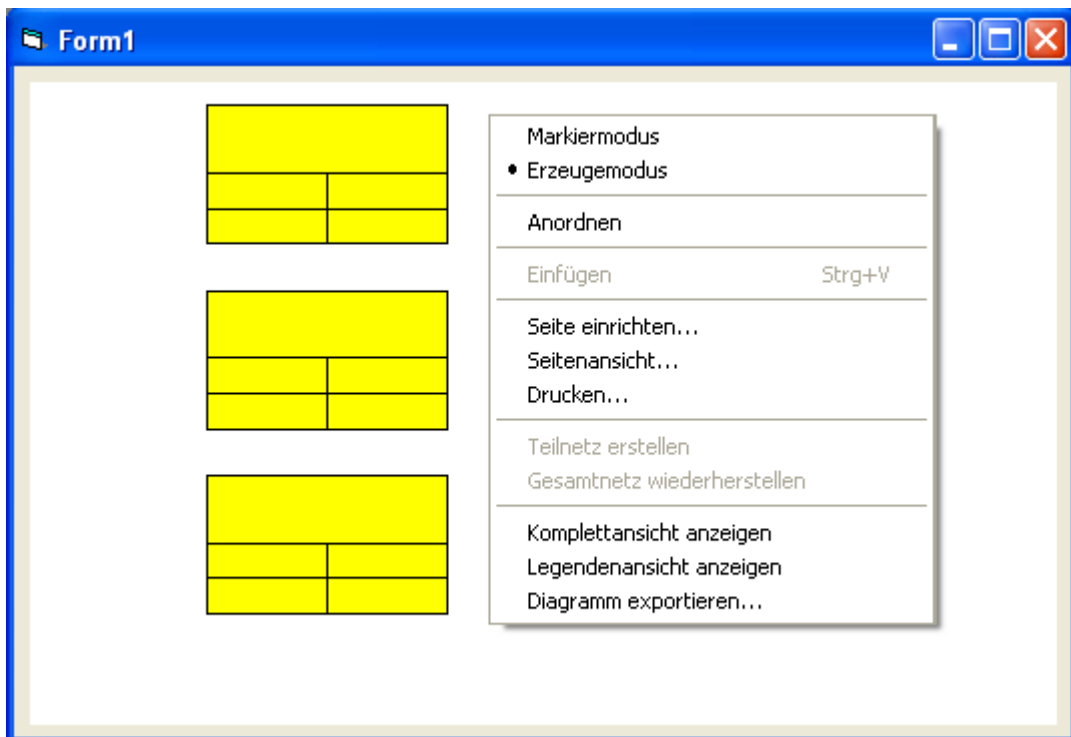 Form1
Markiermodus
Erzeugemodus
Anordnen
Einfügen Strg+V
Seite einrichten...
Seitenansicht...
Drucken...
Teilnetz erstellen
Gesamtnetz wiederherstellen
Komplettansicht anzeigen
Legendenansicht anzeigen
Diagramm exportieren...